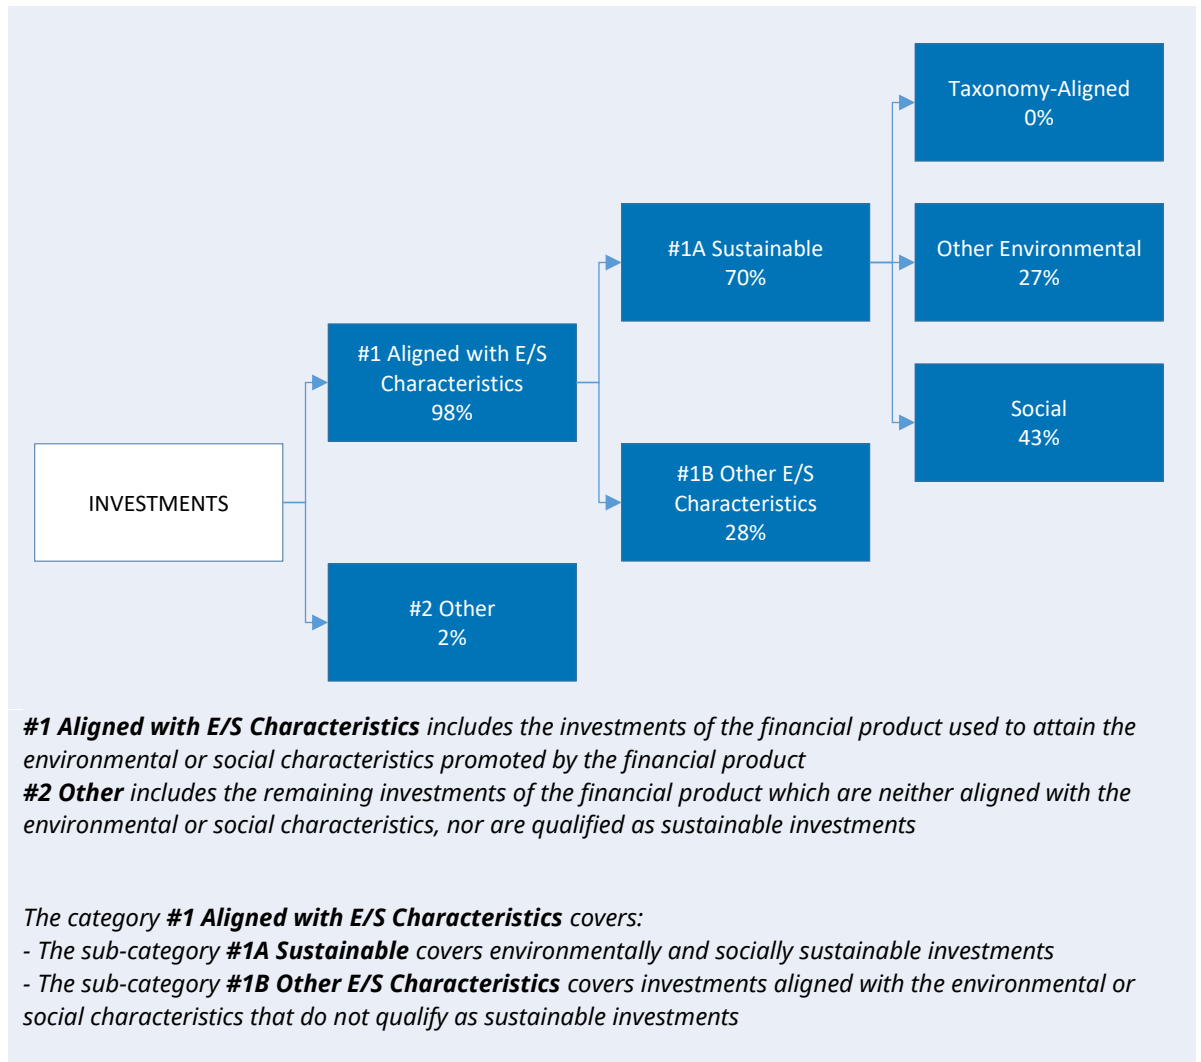 Taxonomy-Aligned
0%
#1A Sustainable
70%
Other Environmental
27%
#1 Aligned with E/S
Characteristics
98%
Social
43%
INVESTMENTS
#1B Other E/S
Characteristics
28%
#2 Other
2%
#1 Aligned with E/S Characteristics includes the investments of the financial product used to attain the
environmental or social characteristics promoted by the financial product
#2 Other includes the remaining investments of the financial product which are neither aligned with the
environmental or social characteristics, nor are qualified as sustainable investments
The category #1 Aligned with E/S Characteristics covers:
- The sub-category #1A Sustainable covers environmentally and socially sustainable investments
- The sub-category #1B Other E/S Characteristics covers investments aligned with the environmental or
social characteristics that do not qualify as sustainable investments